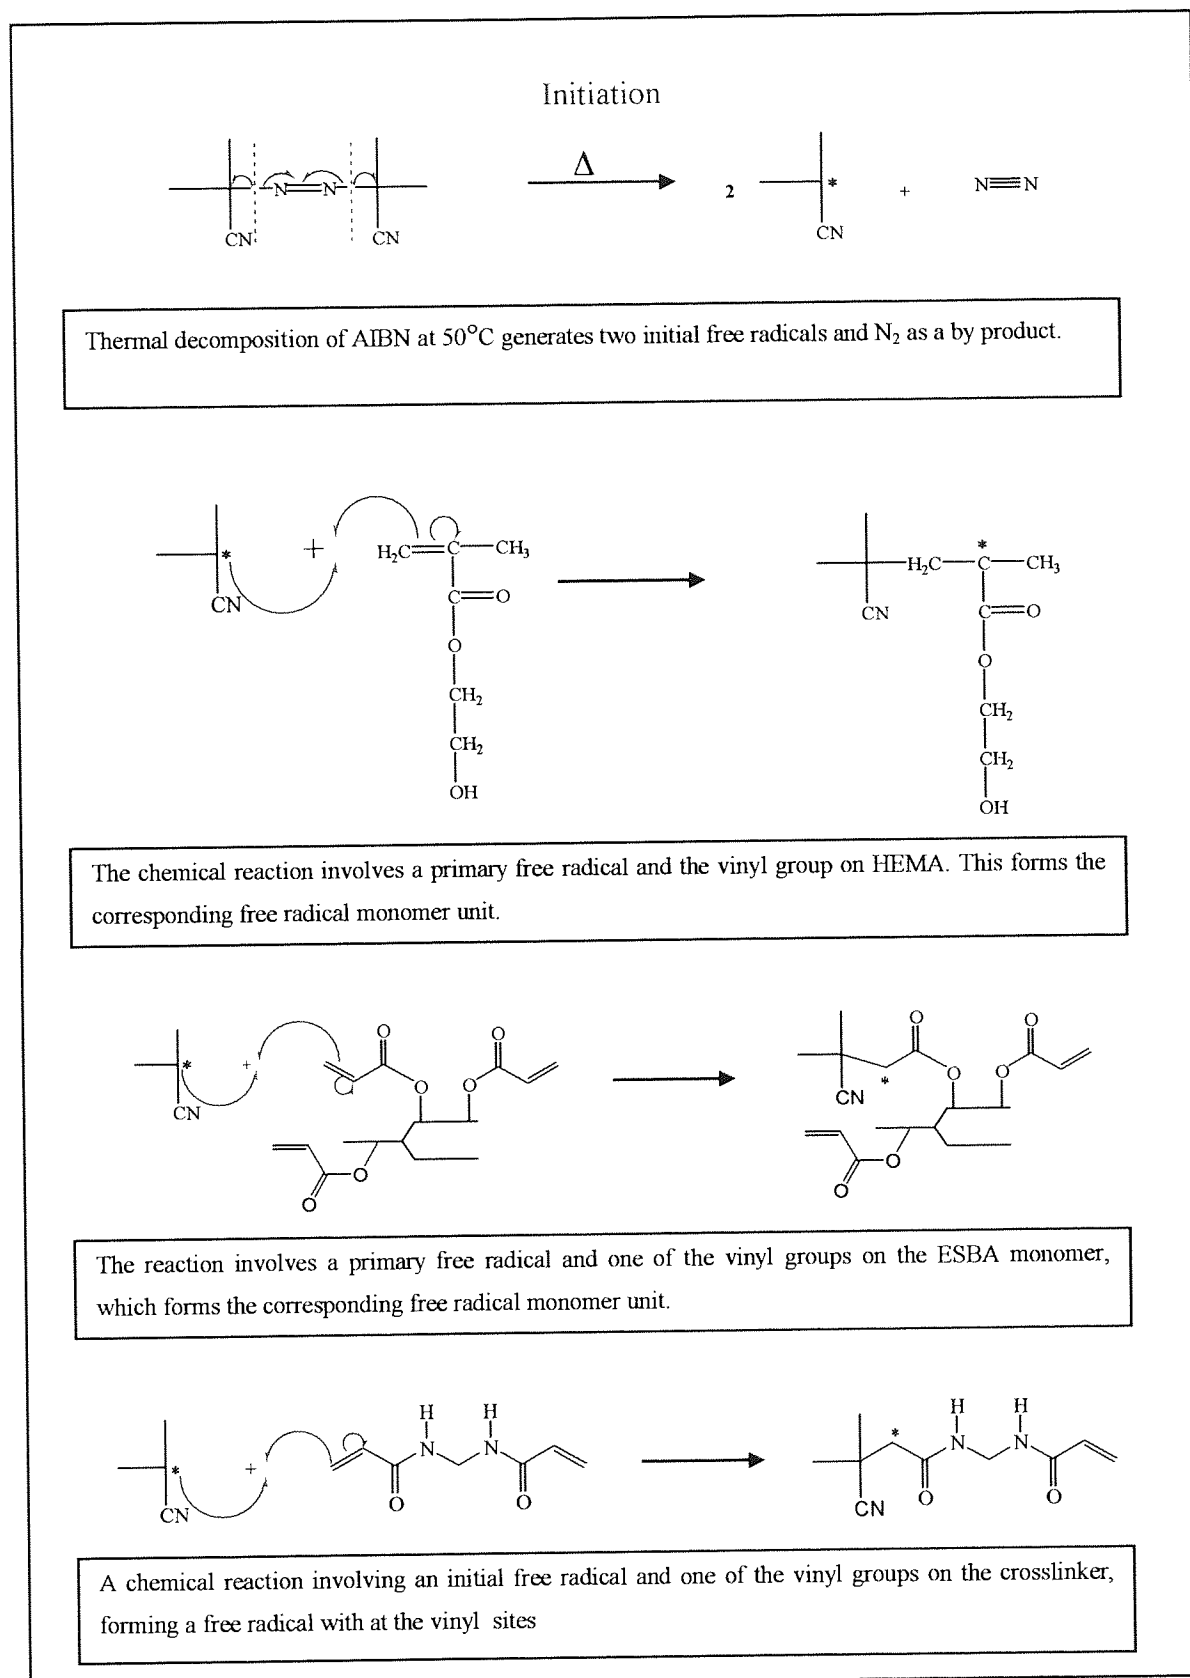 Initiation
Δ
N=N
2
*
+
N≡N
CN
CN
CN
Thermal decomposition of AIBN at 50°C generates two initial free radicals and N₂ as a by product.
*
+
H₂C=C-CH₃
CN
C=O
O
CH₂
CH₂
OH
*
H₂C-C-CH₃
CN
C=O
O
CH₂
CH₂
OH
The chemical reaction involves a primary free radical and the vinyl group on HEMA. This forms the
corresponding free radical monomer unit.
*
+
O
O
CN
O
O
O
O
O
O
*
CN
O
O
O
O
The reaction involves a primary free radical and one of the vinyl groups on the ESBA monomer,
which forms the corresponding free radical monomer unit.
*
+
H
H
N
N
CN
O
O
H
H
*
N
N
CN
O
O
A chemical reaction involving an initial free radical and one of the vinyl groups on the crosslinker,
forming a free radical with at the vinyl sites